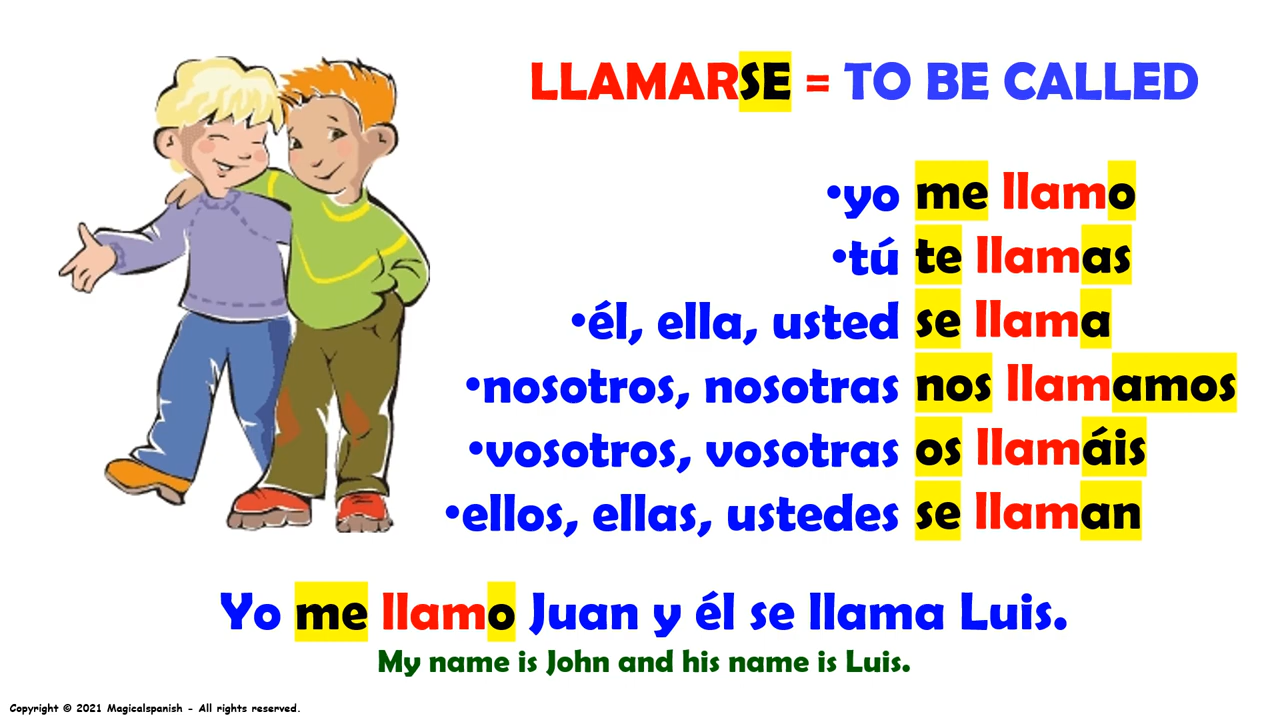 LLAMARSE = TO BE CALLED
•yo me llamo
•tú te llamas
•él, ella, usted se llama
•nosotros, nosotras nos llamamos
•vosotros, vosotras os llamáis
•ellos, ellas, ustedes se llaman
Yo me llamo Juan y él se llama Luis.
My name is John and his name is Luis.
Copyright © 2021 Magicalspanish - All rights reserved.